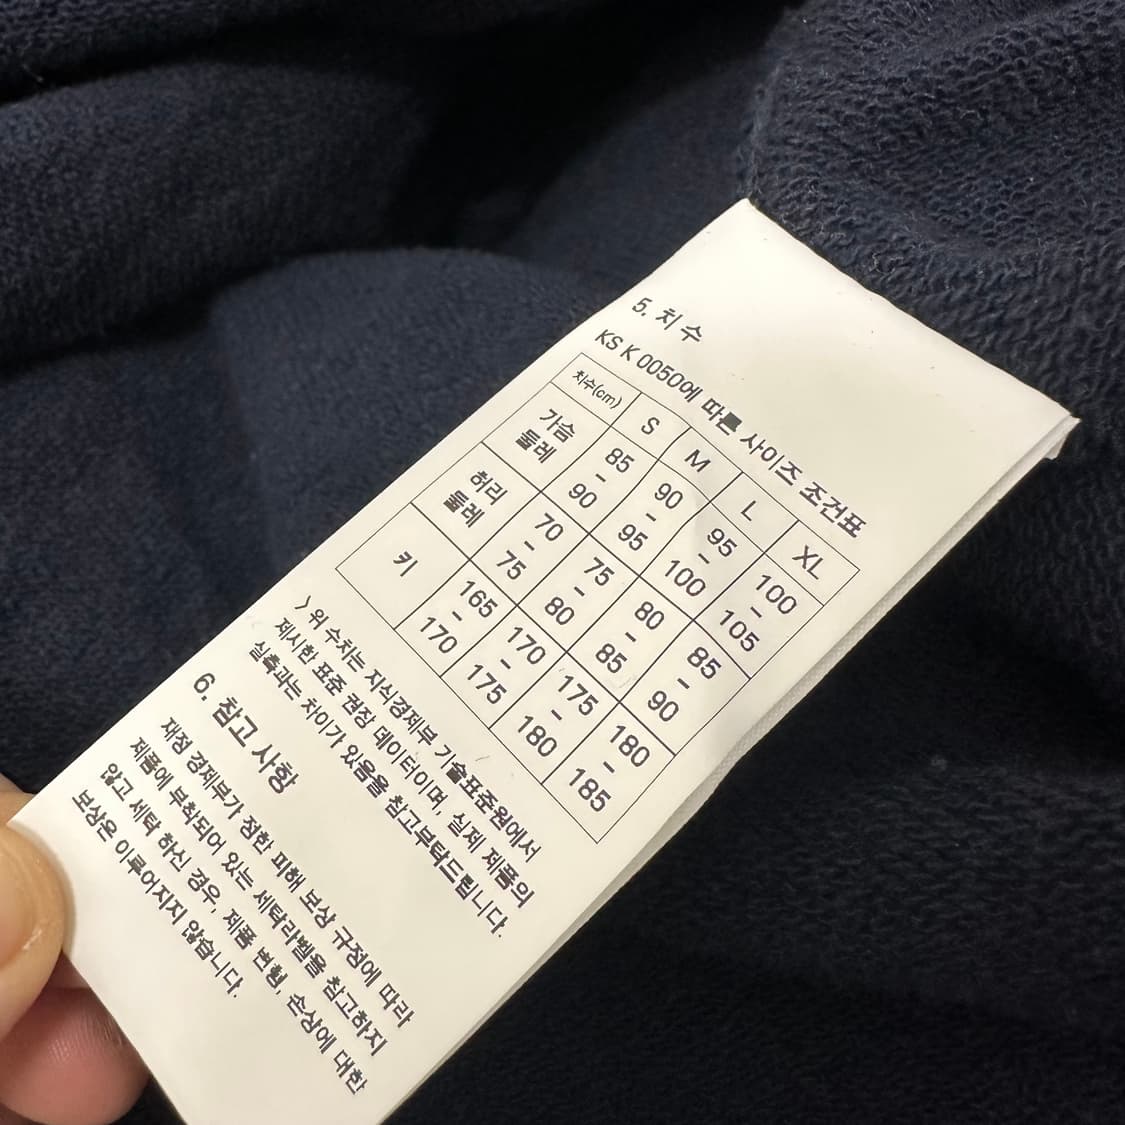 5. 치수
KS K 0050에 따른 사이즈 조건표
치수(cm) S M L XL
가슴둘레 85-90 90-95 95-100 100-105
허리둘레 70-75 75-80 80-85 85-90
키 165-170 170-175 175-180 180-185
> 위 수치는 지식경제부 기술표준원에서
제시한 표준 권장 데이터이며, 실제 제품의
실측과는 차이가 있음을 참고부탁드립니다.
6. 참고 사항
재정 경제부가 정한 피해 보상 규정에 따라
제품에 부착되어 있는 세탁라벨을 참고하지
않고 세탁 하신 경우, 제품 변형, 손상에 대한
보상은 이루어지지 않습니다.